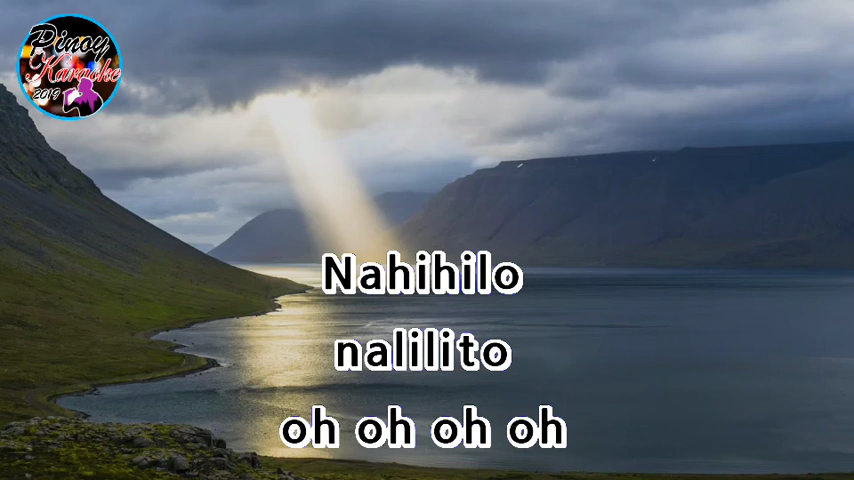 Pinoy
Karaoke
2019
Nahihilo
nalilito
oh oh oh oh